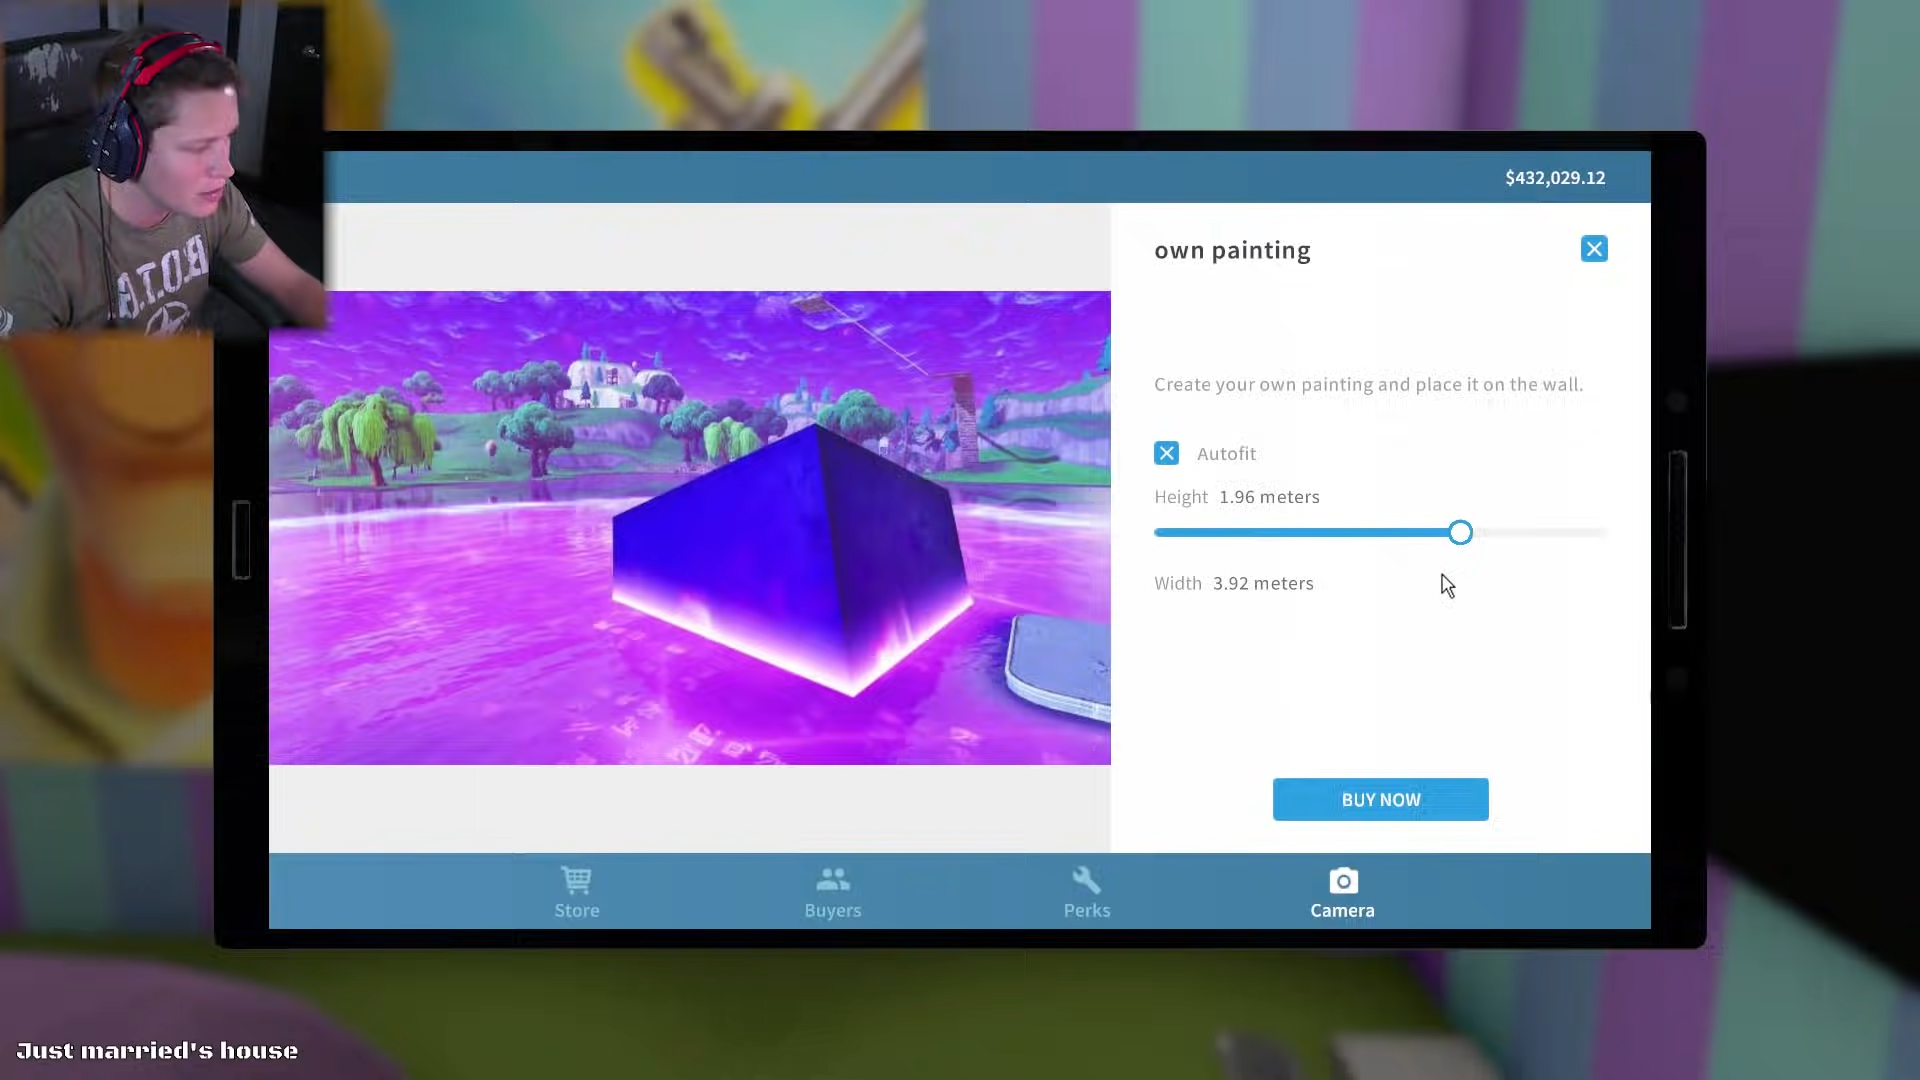 $432,029.12
own painting
Create your own painting and place it on the wall.
Autofit
Height 1.96 meters
Width 3.92 meters
BUY NOW
Store
Buyers
Perks
Camera
R.O.T.A
Just married's house